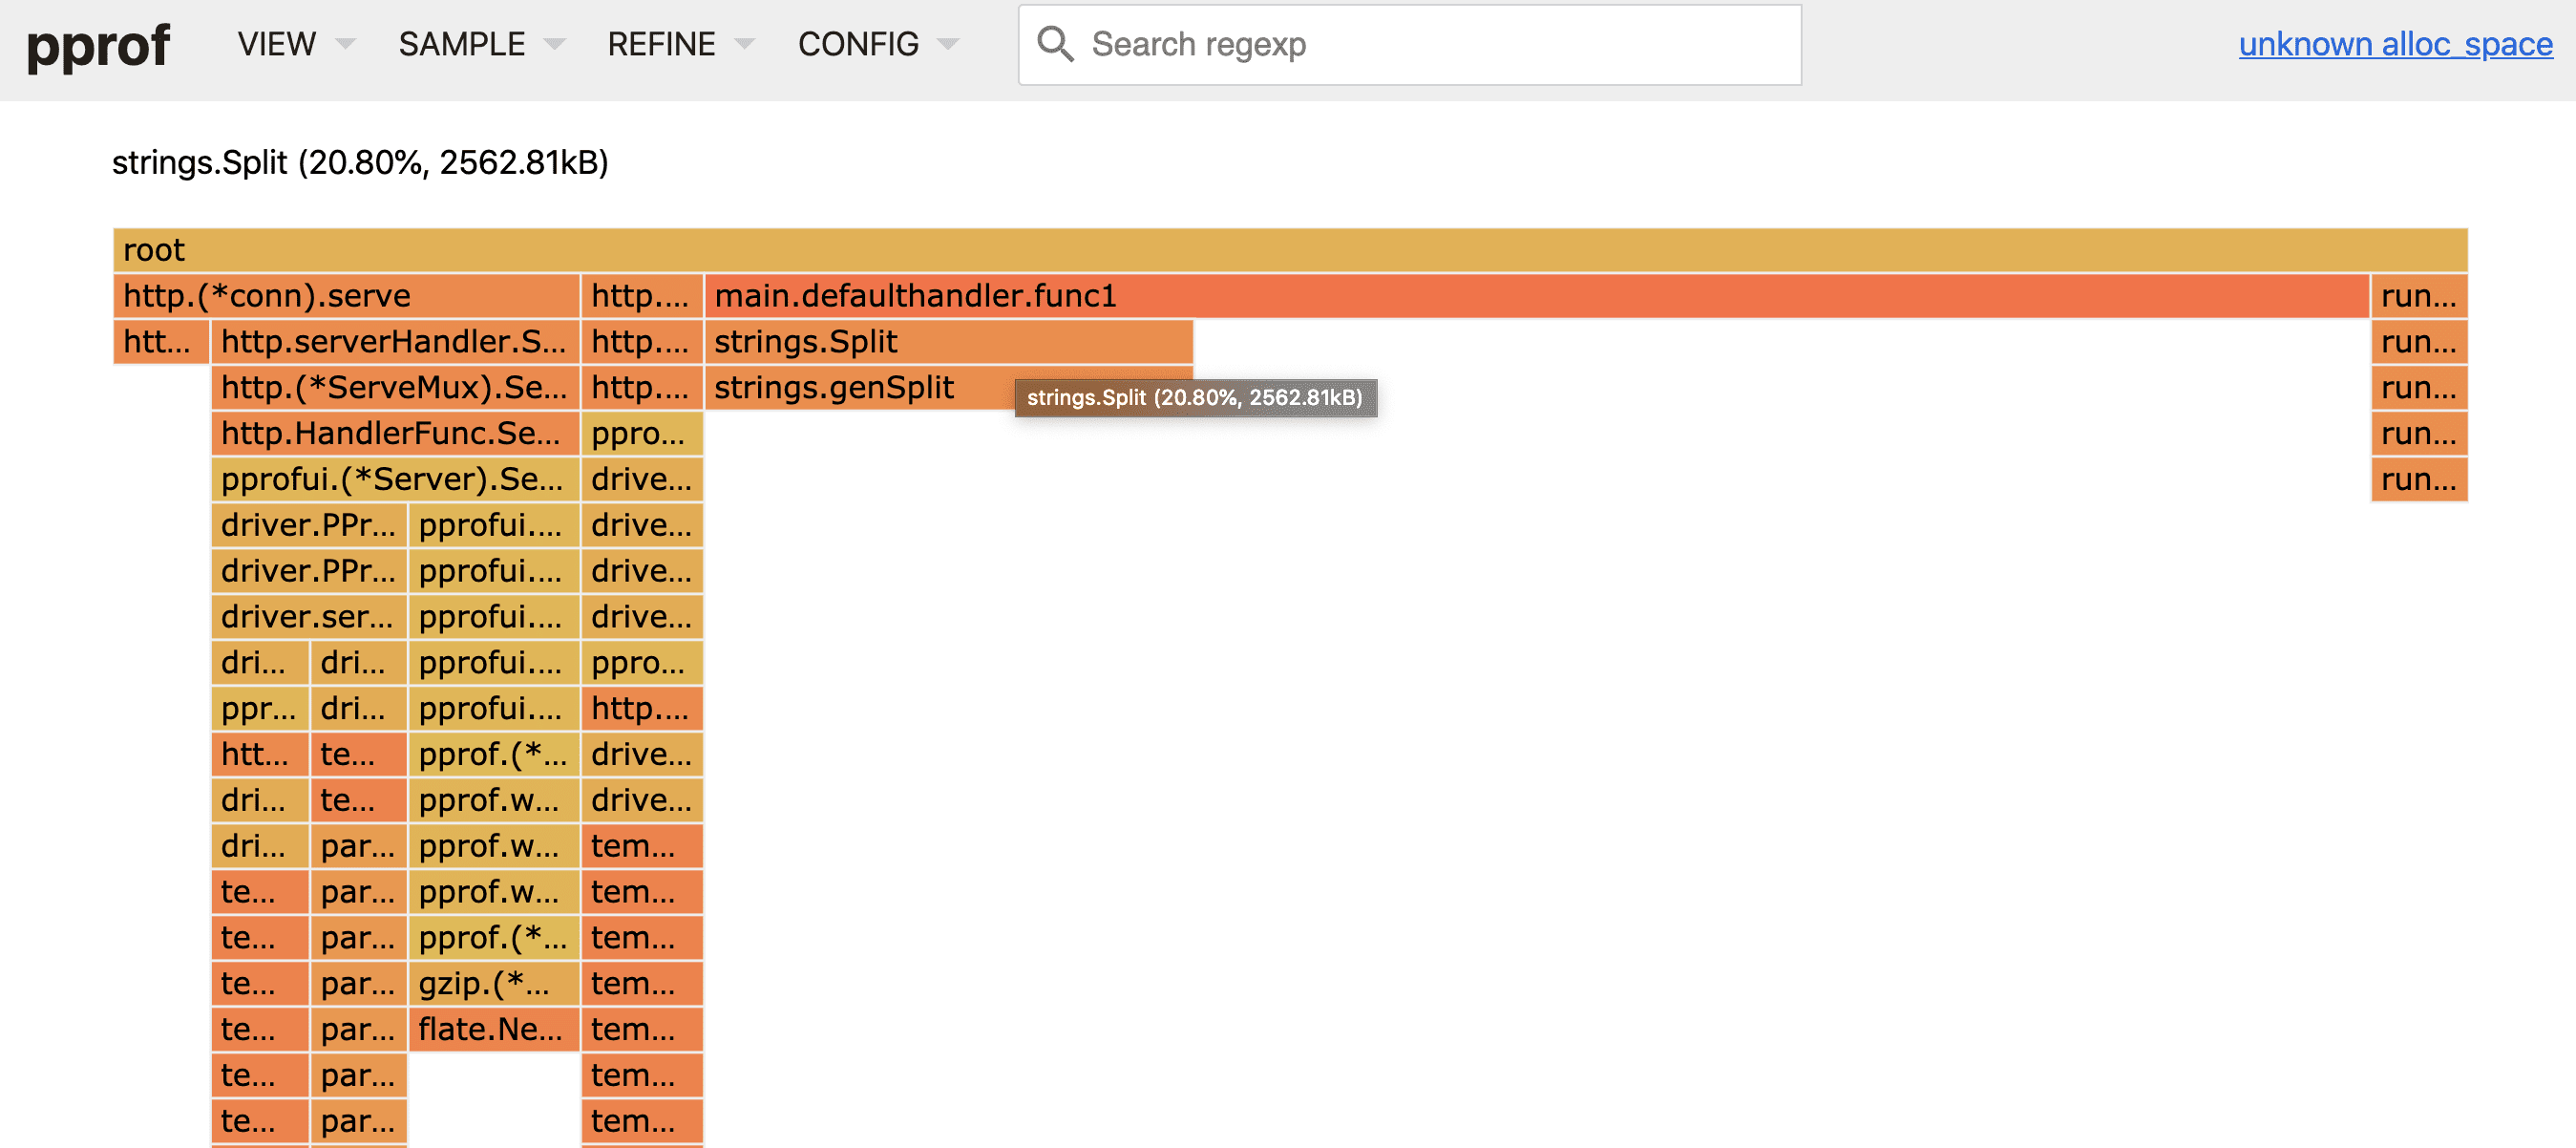 pprof VIEW SAMPLE REFINE CONFIG Search regexp unknown alloc_space
strings.Split (20.80%, 2562.81kB)
root
http.(*conn).serve http.... main.defaulthandler.func1 run...
htt... http.serverHandler.S... http.... strings.Split run...
http.(*ServeMux).Se... http.... strings.genSplit run...
strings.Split (20.80%, 2562.81kB)
http.HandlerFunc.Se... ppro... run...
pprofui.(*Server).Se... drive... run...
driver.PPr... pprofui.... drive...
driver.PPr... pprofui.... drive...
driver.ser... pprofui.... drive...
dri... dri... pprofui.... ppro...
ppr... dri... pprofui.... http....
htt... te... pprof.(*... drive...
dri... te... pprof.w... drive...
dri... par... pprof.w... tem...
te... par... pprof.w... tem...
te... par... pprof.(*... tem...
te... par... gzip.(*... tem...
te... par... flate.Ne... tem...
te... par... tem...
te... par... tem...